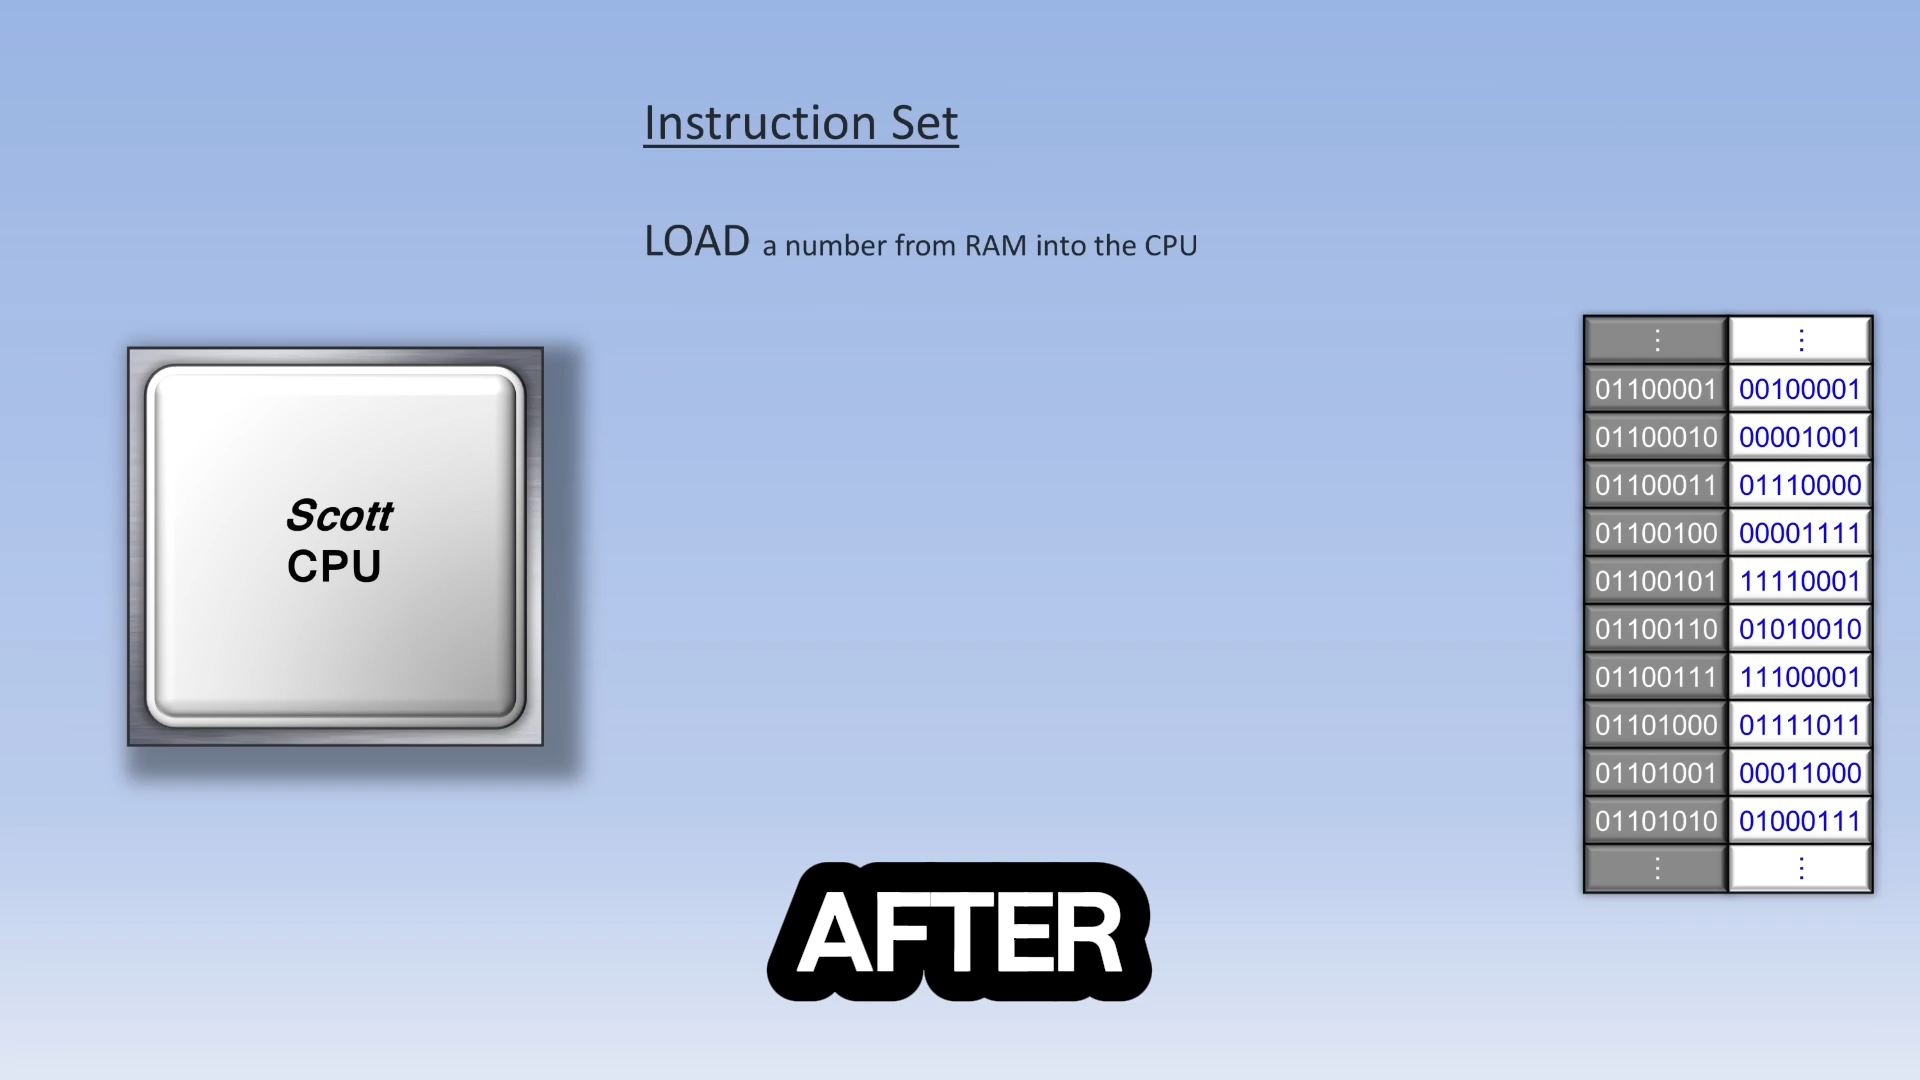 Instruction Set
LOAD a number from RAM into the CPU
Scott
CPU
⋮ ⋮
01100001 00100001
01100010 00001001
01100011 01110000
01100100 00001111
01100101 11110001
01100110 01010010
01100111 11100001
01101000 01111011
01101001 00011000
01101010 01000111
⋮ ⋮
AFTER